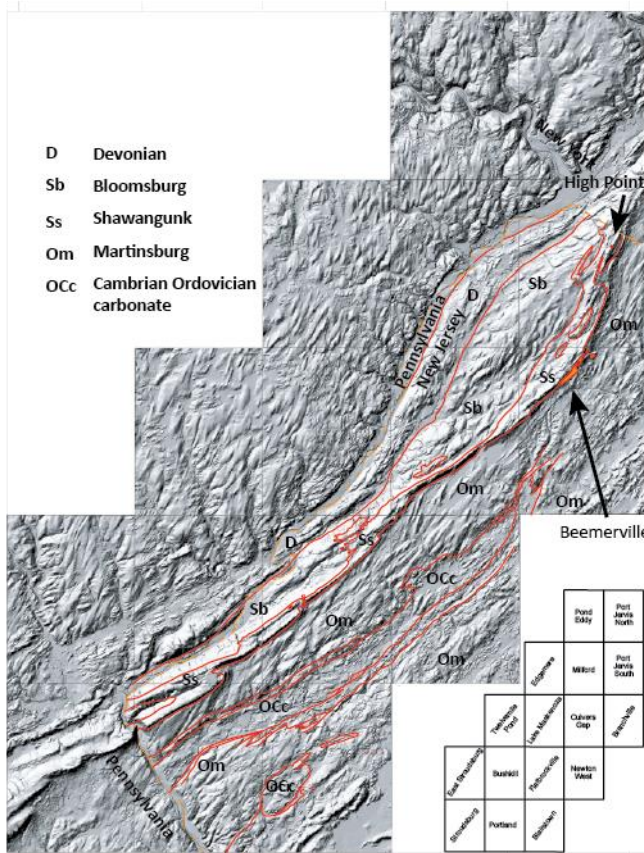 D Devonian
Sb Bloomsburg
Ss Shawangunk
Om Martinsburg
OCc Cambrian Ordovician
carbonate
New York
High Point
Pennsylvania
New Jersey
D
Sb
Om
Ss
Sb
Om
Om
Beemerville
D
Ss
OCc
Sb
Om
Om
Ss
OCc
Om
OCc
Pennsylvania
Pond
Eddy
Port
Jervis
North
Edgemere
Milford
Port
Jervis
South
Twelvemile
Pond
Lake Maskenozha
Culvers
Gap
Branchville
East Stroudsburg
Bushkill
Flatbrookville
Newton
West
Stroudsburg
Portland
Blairstown